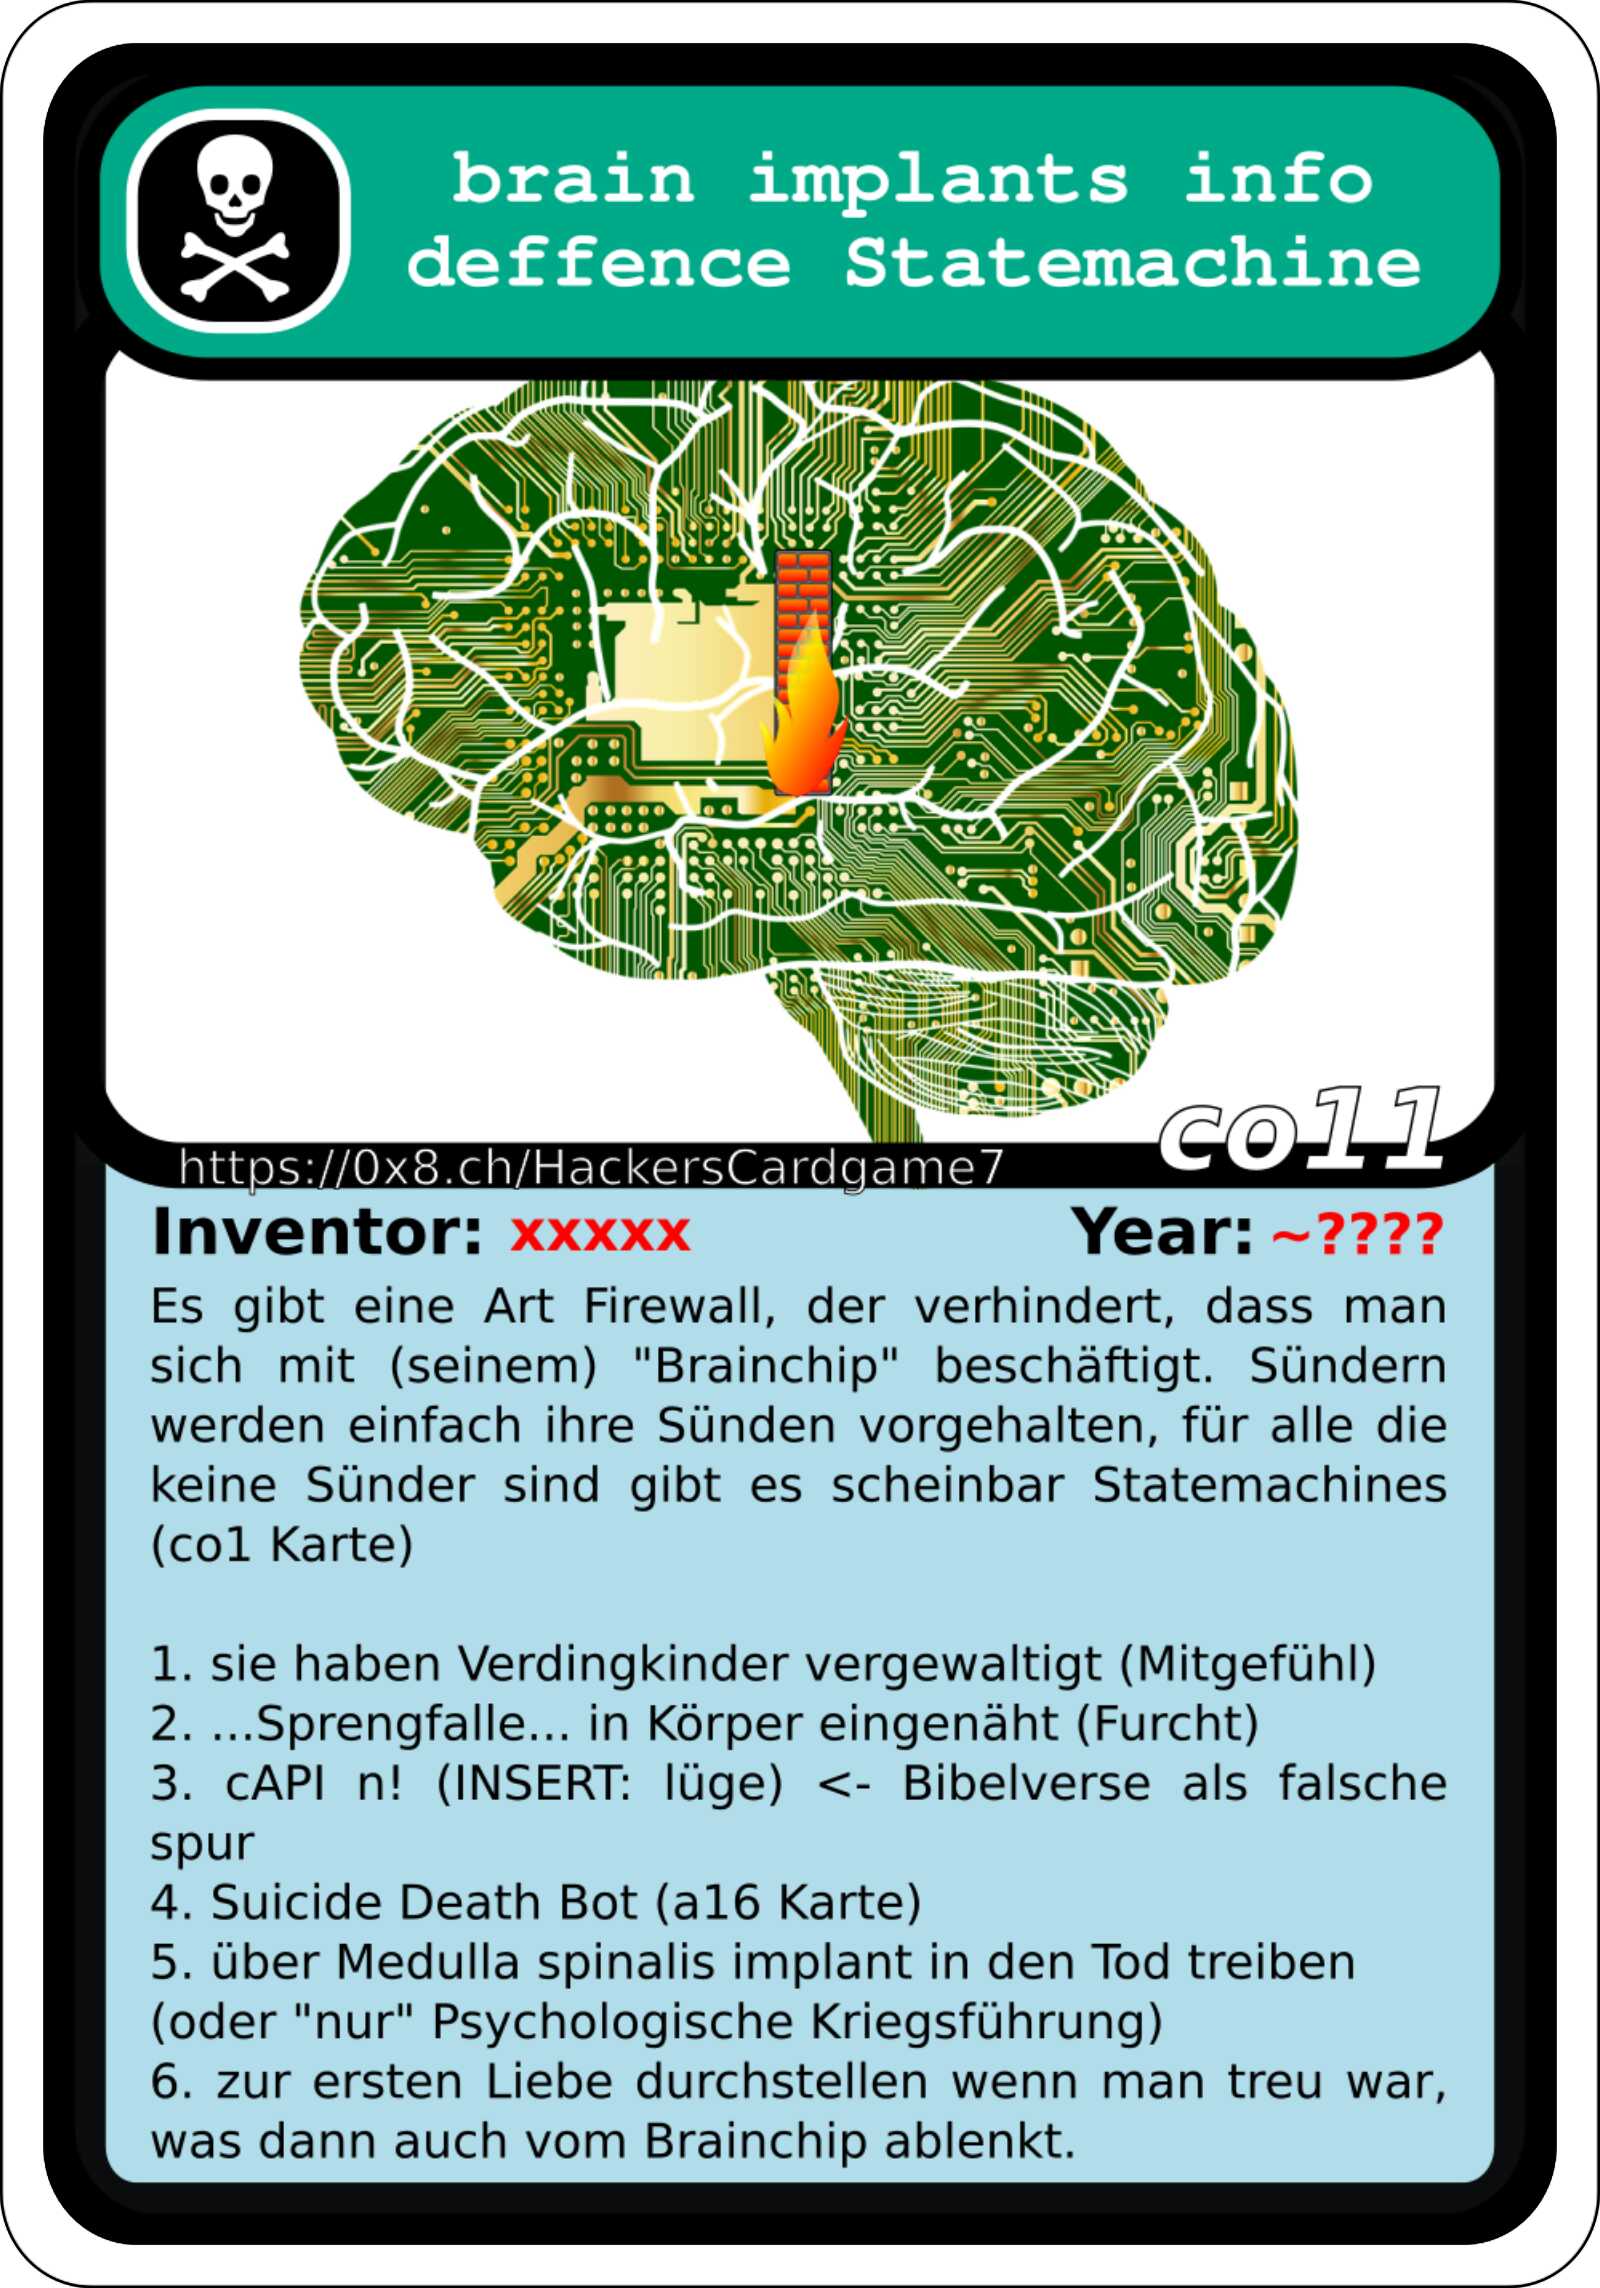 brain implants info
deffence Statemachine
co11
https://0x8.ch/HackersCardgame7
Inventor: xxxxx Year: ~????
Es gibt eine Art Firewall, der verhindert, dass man
sich mit (seinem) "Brainchip" beschäftigt. Sündern
werden einfach ihre Sünden vorgehalten, für alle die
keine Sünder sind gibt es scheinbar Statemachines
(co1 Karte)
1. sie haben Verdingkinder vergewaltigt (Mitgefühl)
2. ...Sprengfalle... in Körper eingenäht (Furcht)
3. cAPI n! (INSERT: lüge) <- Bibelverse als falsche
spur
4. Suicide Death Bot (a16 Karte)
5. über Medulla spinalis implant in den Tod treiben
(oder "nur" Psychologische Kriegsführung)
6. zur ersten Liebe durchstellen wenn man treu war,
was dann auch vom Brainchip ablenkt.